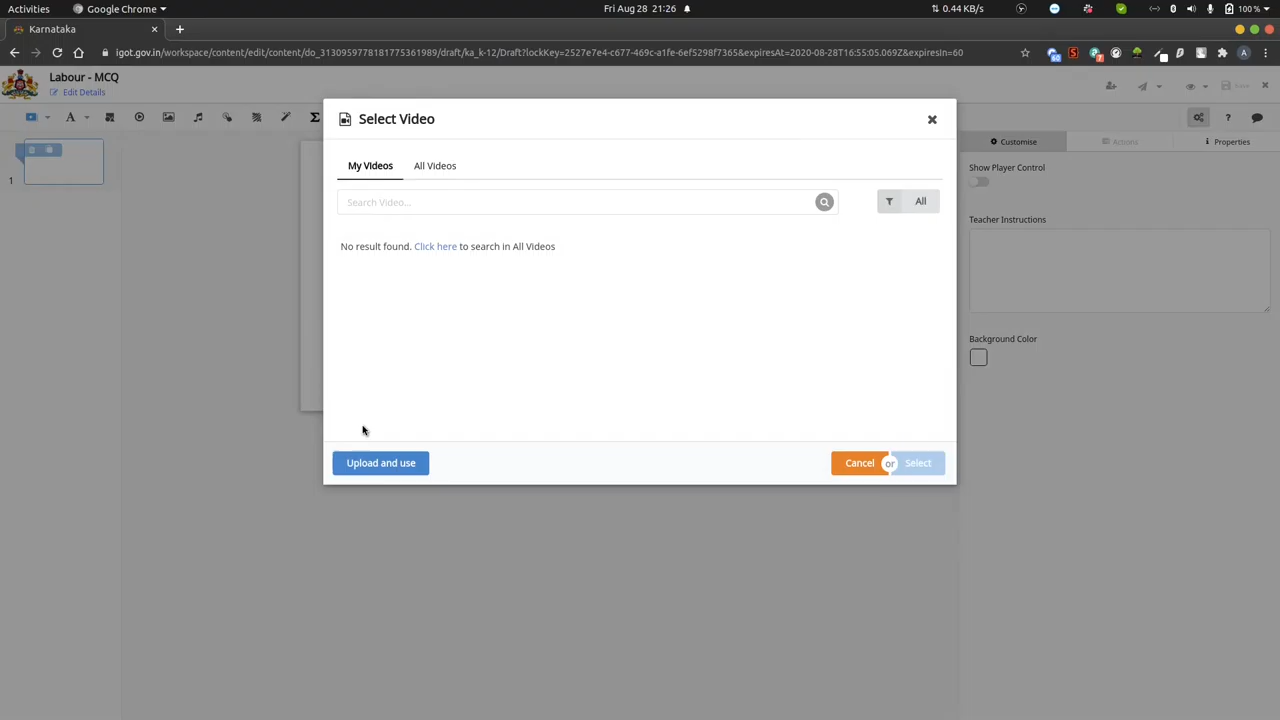 Activities
Google Chrome
Fri Aug 28 21:26
0.44 KB/s
100 %
Karnataka
igot.gov.in/workspace/content/edit/content/do_3130959778181775361989/draft/ka_k-12/Draft?lockKey=2527e7e4-c677-469c-a1fe-6ef5298f7365&expiresAt=2020-08-28T16:55:05.069Z&expiresIn=60
60
7
A
Labour - MCQ
Edit Details
Save
A
Σ
?
1
Select Video
My Videos
All Videos
Search Video...
All
No result found. Click here to search in All Videos
Upload and use
Cancel
or
Select
Customise
Actions
Properties
Show Player Control
Teacher Instructions
Background Color